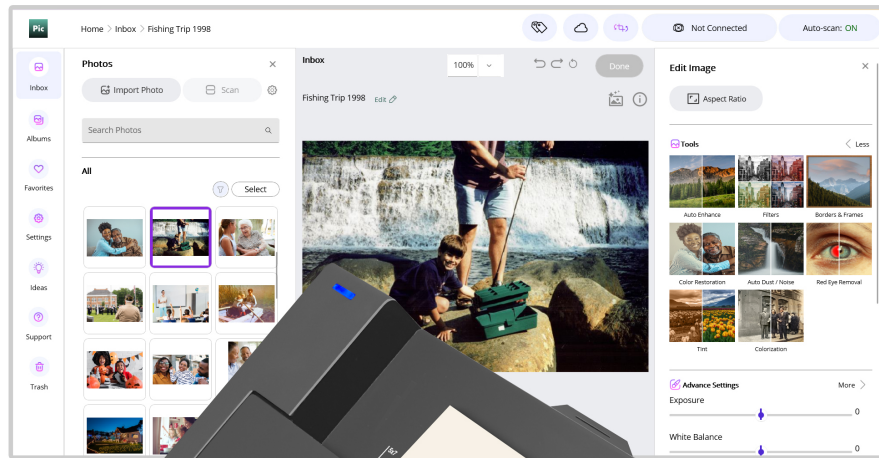 Pic
Home > Inbox > Fishing Trip 1998
Not Connected
Auto-scan: ON
Inbox
Albums
Favorites
Settings
Ideas
Support
Trash
Photos
Import Photo
Scan
Search Photos
All
Select
Inbox
100%
Done
Fishing Trip 1998
Edit
Edit Image
Aspect Ratio
Tools
Less
Auto Enhance
Filters
Borders & Frames
Color Restoration
Auto Dust / Noise
Red Eye Removal
Tint
Colorization
Advance Settings
More
Exposure
0
White Balance
0
5x7